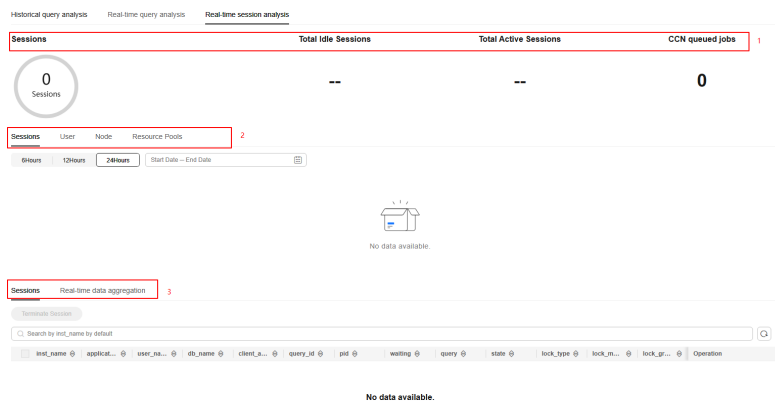 Historical query analysis Real-time query analysis Real-time session analysis
Sessions Total Idle Sessions Total Active Sessions CCN queued jobs 1
0
Sessions
-- -- 0
Sessions User Node Resource Pools 2
6Hours 12Hours 24Hours Start Date – End Date
No data available.
Sessions Real-time data aggregation 3
Terminate Session
Search by inst_name by default
inst_name applicat... user_na... db_name client_a... query_id pid waiting query state lock_type lock_m... lock_gr... Operation
No data available.